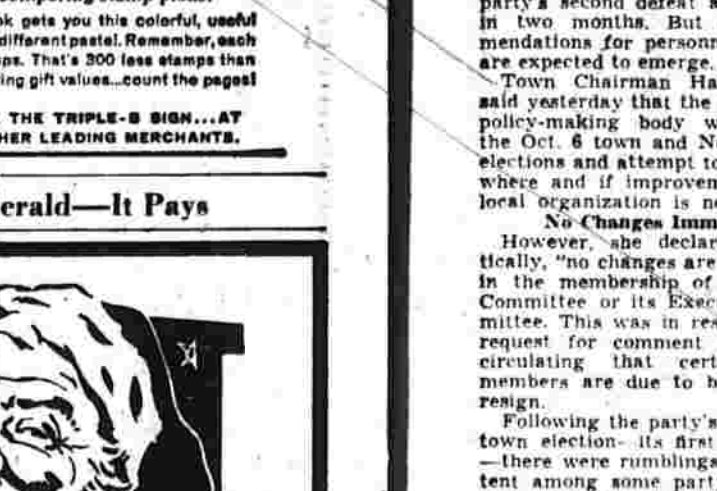 ok gets you this colorful, useful
different pastel. Remember, each
ps. That's 300 less stamps than
ing gift values...count the pages!
THE TRIPLE-S SIGN...AT
HER LEADING MERCHANTS.
erald—It Pays
party's second defeat
in two months. But
mendations for personn
are expected to emerge.
Town Chairman Ha
said yesterday that the
policy-making body w
the Oct. 6 town and N
elections and attempt to
where and if improvem
local organization is n
No Changes Imm
However, she declar
tically, "no changes are
in the membership of
Committee or its Exec
mittee. This was in res
request for comment
circulating that cert
members are due to b
resign.
Following the party's
town election- its first
—there were rumblings
tent among some part